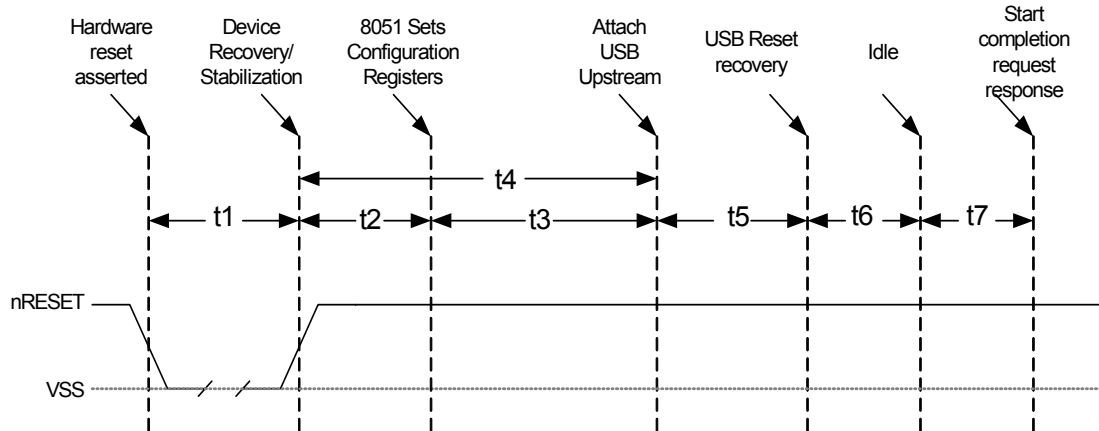 Hardware
reset
asserted
Device
Recovery/
Stabilization
8051 Sets
Configuration
Registers
Attach
USB
Upstream
USB Reset
recovery
Idle
Start
completion
request
response
t4
t1
t2
t3
t5
t6
t7
nRESET
VSS